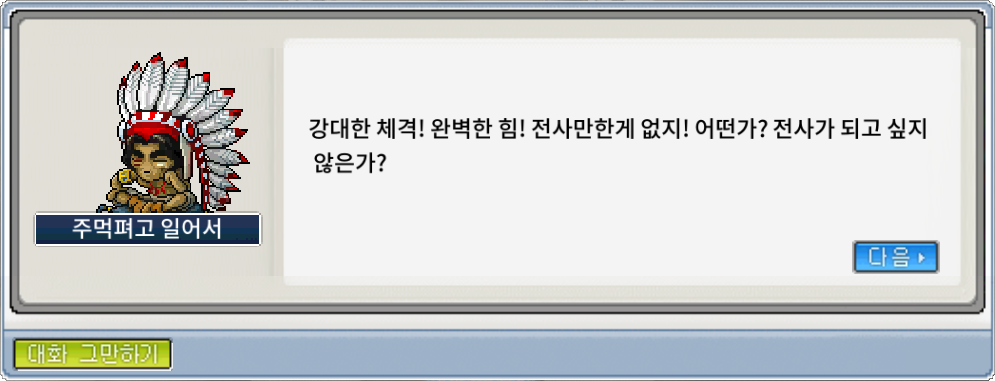 강대한 체격! 완벽한 힘! 전사만한게 없지! 어떤가? 전사가 되고 싶지
않은가?
주먹펴고 일어서
다음
대화 그만하기